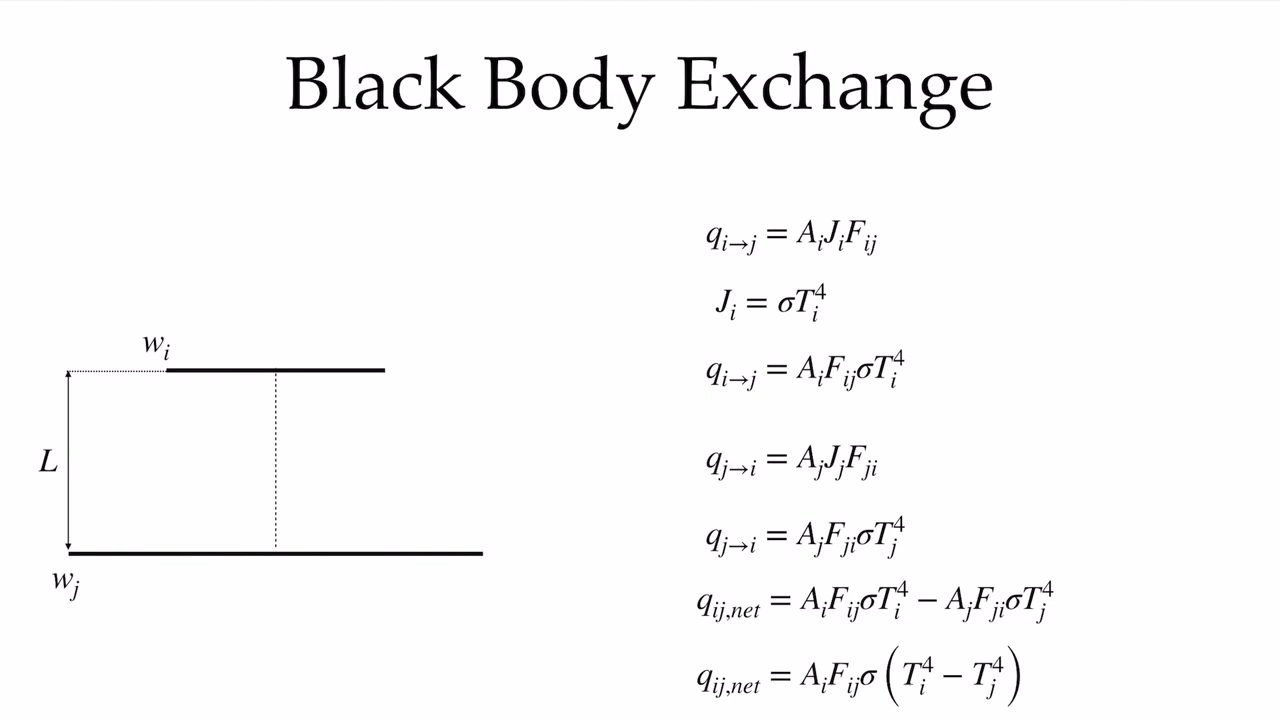 Black Body Exchange
q_{i→j} = A_i J_i F_{ij}
J_i = σT_i^4
q_{i→j} = A_i F_{ij} σT_i^4
w_i
L
w_j
q_{j→i} = A_j J_j F_{ji}
q_{j→i} = A_j F_{ji} σT_j^4
q_{ij,net} = A_i F_{ij} σT_i^4 − A_j F_{ji} σT_j^4
q_{ij,net} = A_i F_{ij} σ (T_i^4 − T_j^4)